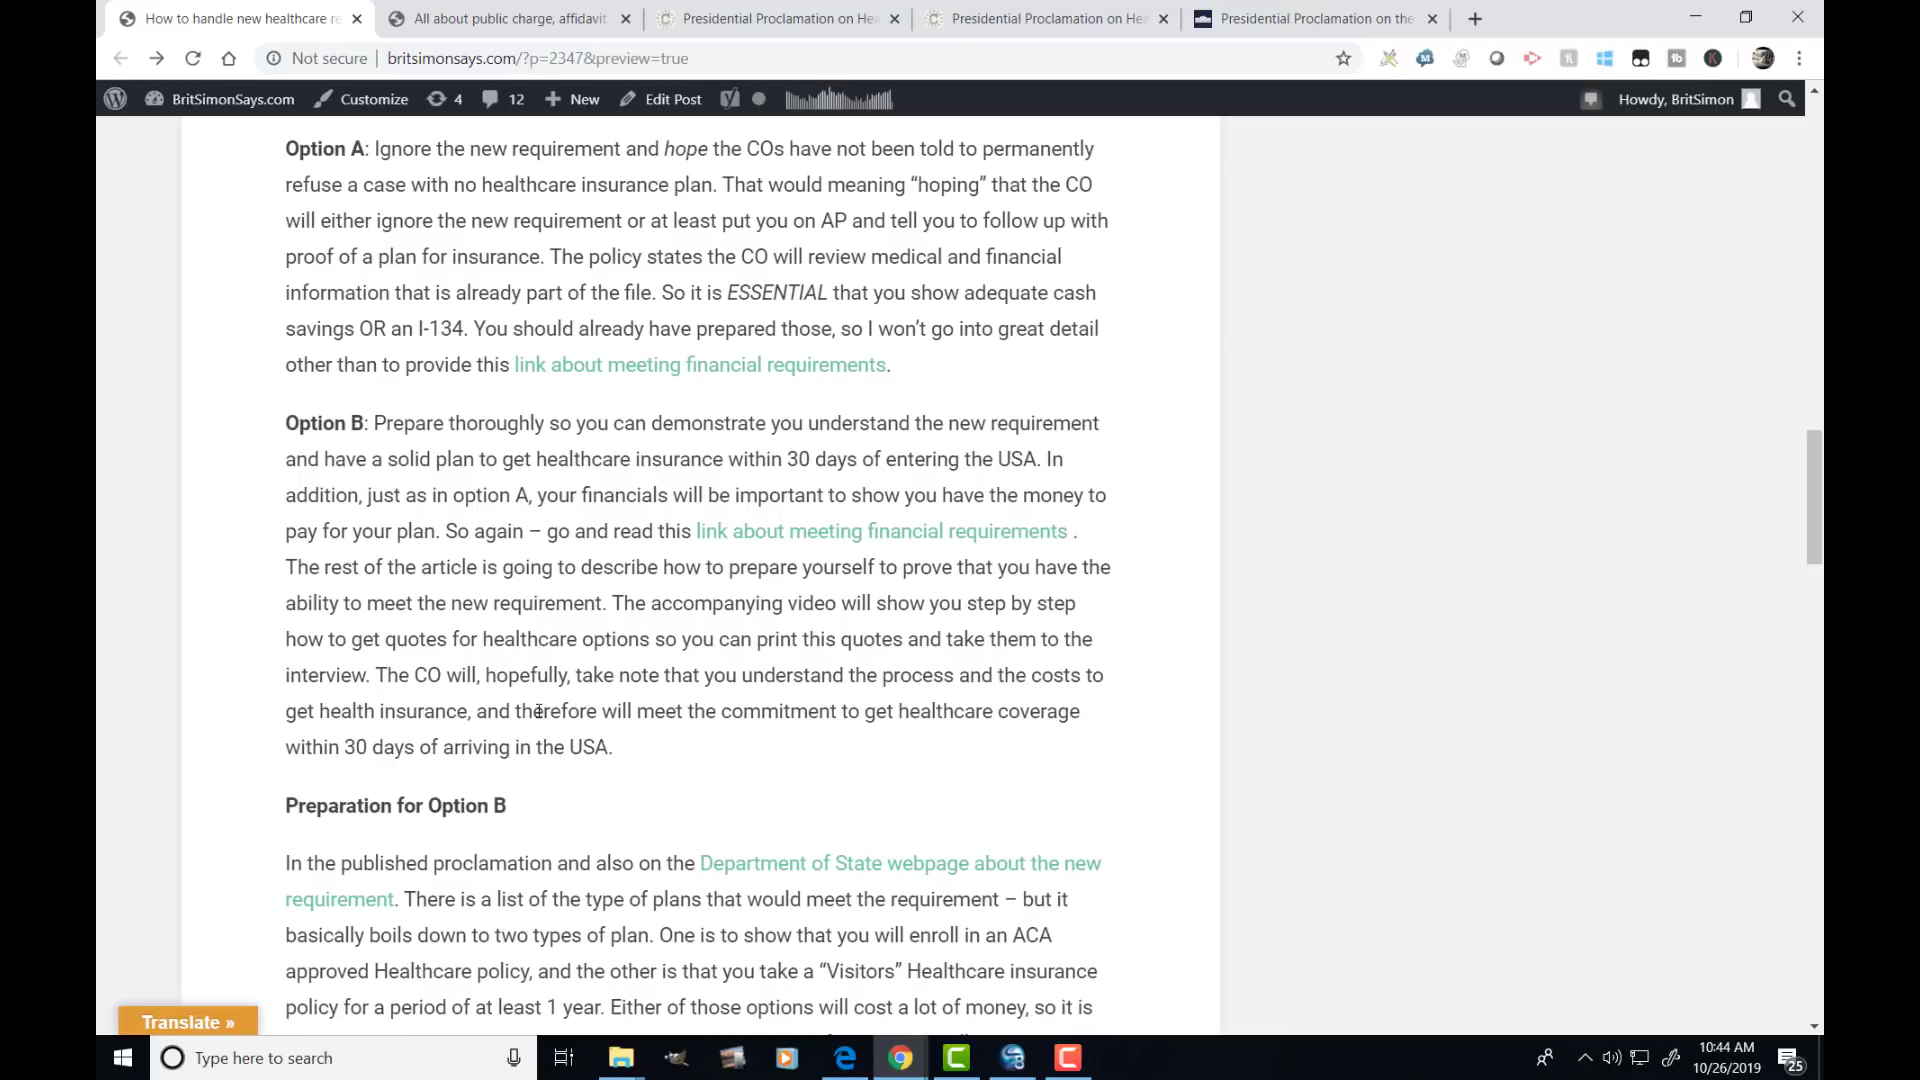 How to handle new healthcare re
All about public charge, affidavit
Presidential Proclamation on Hea
Presidential Proclamation on Hea
Presidential Proclamation on the
Not secure
britsimonsays.com/?p=2347&preview=true
BritSimonSays.com
Customize
4
12
New
Edit Post
Howdy, BritSimon
Option A: Ignore the new requirement and hope the COs have not been told to permanently
refuse a case with no healthcare insurance plan. That would meaning “hoping” that the CO
will either ignore the new requirement or at least put you on AP and tell you to follow up with
proof of a plan for insurance. The policy states the CO will review medical and financial
information that is already part of the file. So it is ESSENTIAL that you show adequate cash
savings OR an I-134. You should already have prepared those, so I won’t go into great detail
other than to provide this link about meeting financial requirements.
Option B: Prepare thoroughly so you can demonstrate you understand the new requirement
and have a solid plan to get healthcare insurance within 30 days of entering the USA. In
addition, just as in option A, your financials will be important to show you have the money to
pay for your plan. So again – go and read this link about meeting financial requirements .
The rest of the article is going to describe how to prepare yourself to prove that you have the
ability to meet the new requirement. The accompanying video will show you step by step
how to get quotes for healthcare options so you can print this quotes and take them to the
interview. The CO will, hopefully, take note that you understand the process and the costs to
get health insurance, and therefore will meet the commitment to get healthcare coverage
within 30 days of arriving in the USA.
Preparation for Option B
In the published proclamation and also on the Department of State webpage about the new
requirement. There is a list of the type of plans that would meet the requirement – but it
basically boils down to two types of plan. One is to show that you will enroll in an ACA
approved Healthcare policy, and the other is that you take a “Visitors” Healthcare insurance
policy for a period of at least 1 year. Either of those options will cost a lot of money, so it is
Translate »
Type here to search
10:44 AM
10/26/2019
25